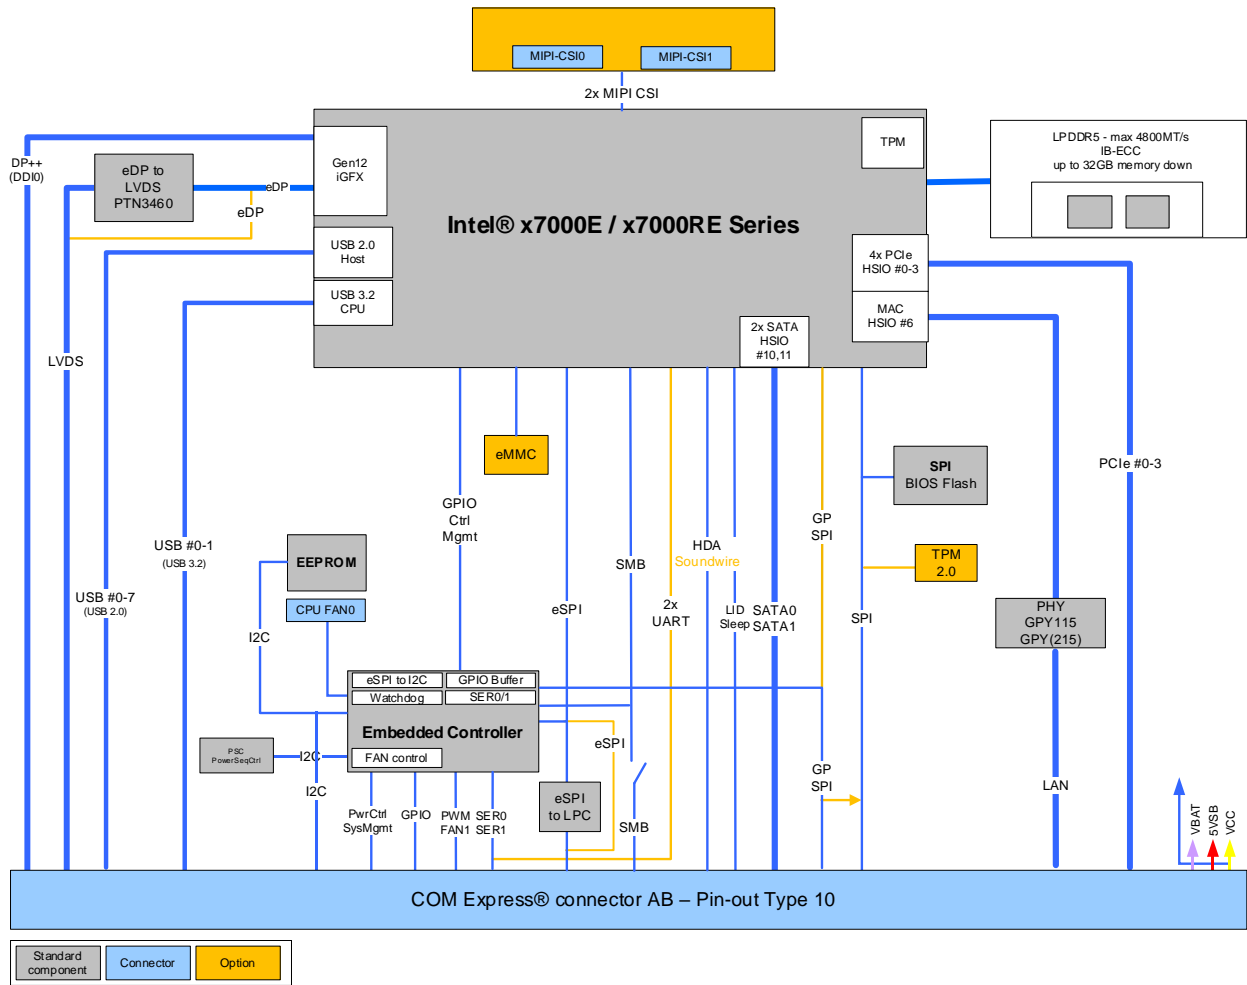 MIPI-CSI0
MIPI-CSI1
2x MIPI CSI
DP++
(DDI0)
eDP to
LVDS
PTN3460
eDP
eDP
Gen12
iGFX
TPM
LPDDR5 - max 4800MT/s
IB-ECC
up to 32GB memory down
Intel® x7000E / x7000RE Series
USB 2.0
Host
USB 3.2
CPU
4x PCIe
HSIO #0-3
MAC
HSIO #6
2x SATA
HSIO
#10,11
LVDS
eMMC
SPI
BIOS Flash
PCIe #0-3
GPIO
Ctrl
Mgmt
GP
SPI
USB #0-1
(USB 3.2)
EEPROM
SMB
HDA
Soundwire
TPM
2.0
USB #0-7
(USB 2.0)
CPU FAN0
I2C
eSPI
2x
UART
LID
Sleep
SATA0
SATA1
SPI
PHY
GPY115
GPY(215)
eSPI to I2C
GPIO Buffer
Watchdog
SER0/1
Embedded Controller
FAN control
PSC
PowerSeqCtrl
I2C
I2C
eSPI
GP
SPI
LAN
PwrCtrl
SysMgmt
GPIO
PWM
FAN1
SER0
SER1
eSPI
to LPC
SMB
VBAT
5VSB
VCC
COM Express® connector AB – Pin-out Type 10
Standard
component
Connector
Option